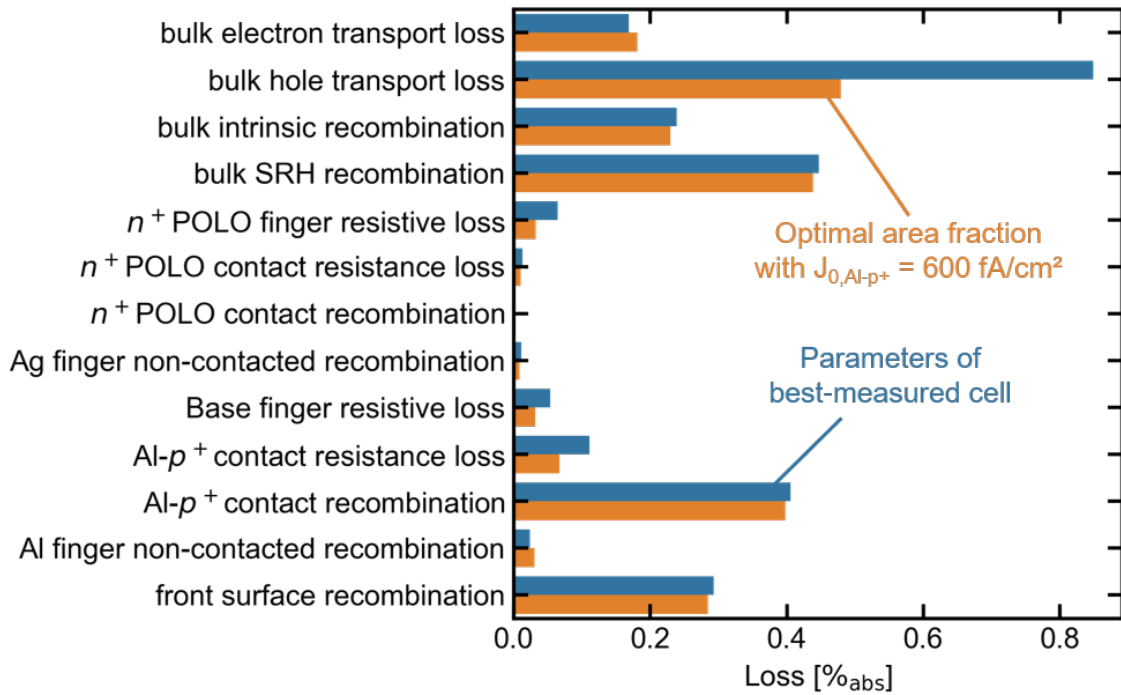 bulk electron transport loss
bulk hole transport loss
bulk intrinsic recombination
bulk SRH recombination
n⁺ POLO finger resistive loss
n⁺ POLO contact resistance loss
n⁺ POLO contact recombination
Ag finger non-contacted recombination
Base finger resistive loss
Al-p⁺ contact resistance loss
Al-p⁺ contact recombination
Al finger non-contacted recombination
front surface recombination
Optimal area fraction
with J₀,Al-p+ = 600 fA/cm²
Parameters of
best-measured cell
0.0 0.2 0.4 0.6 0.8
Loss [%abs]